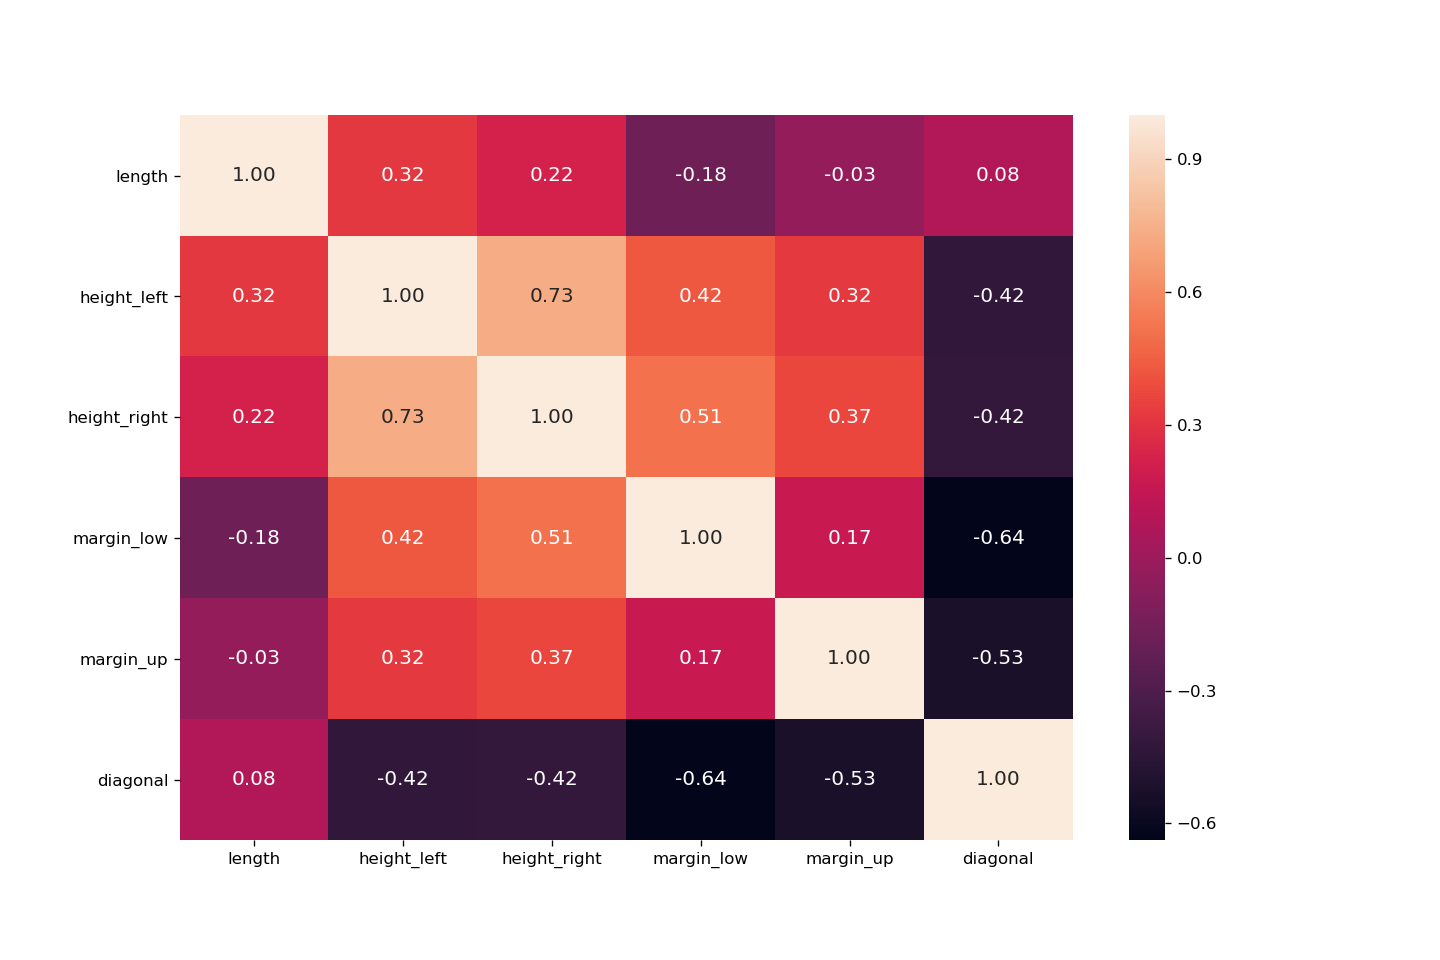 length 1.00 0.32 0.22 -0.18 -0.03 0.08
height_left 0.32 1.00 0.73 0.42 0.32 -0.42
height_right 0.22 0.73 1.00 0.51 0.37 -0.42
margin_low -0.18 0.42 0.51 1.00 0.17 -0.64
margin_up -0.03 0.32 0.37 0.17 1.00 -0.53
diagonal 0.08 -0.42 -0.42 -0.64 -0.53 1.00
length height_left height_right margin_low margin_up diagonal
0.9
0.6
0.3
0.0
−0.3
−0.6